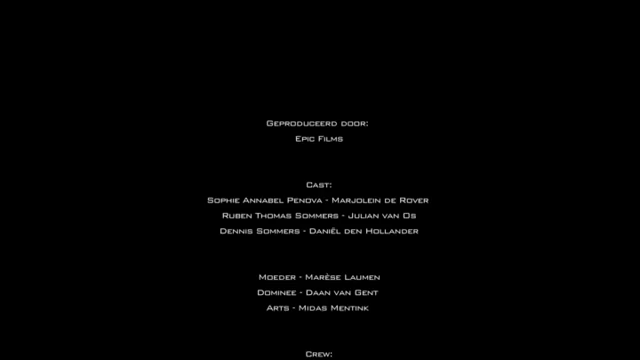 Geproduceerd door:
Epic Films
Cast:
Sophie Annabel Penova - Marjolein de Rover
Ruben Thomas Sommers - Julian van Os
Dennis Sommers - Daniël den Hollander
Moeder - Marèse Laumen
Dominee - Daan van Gent
Arts - Midas Mentink
Crew: